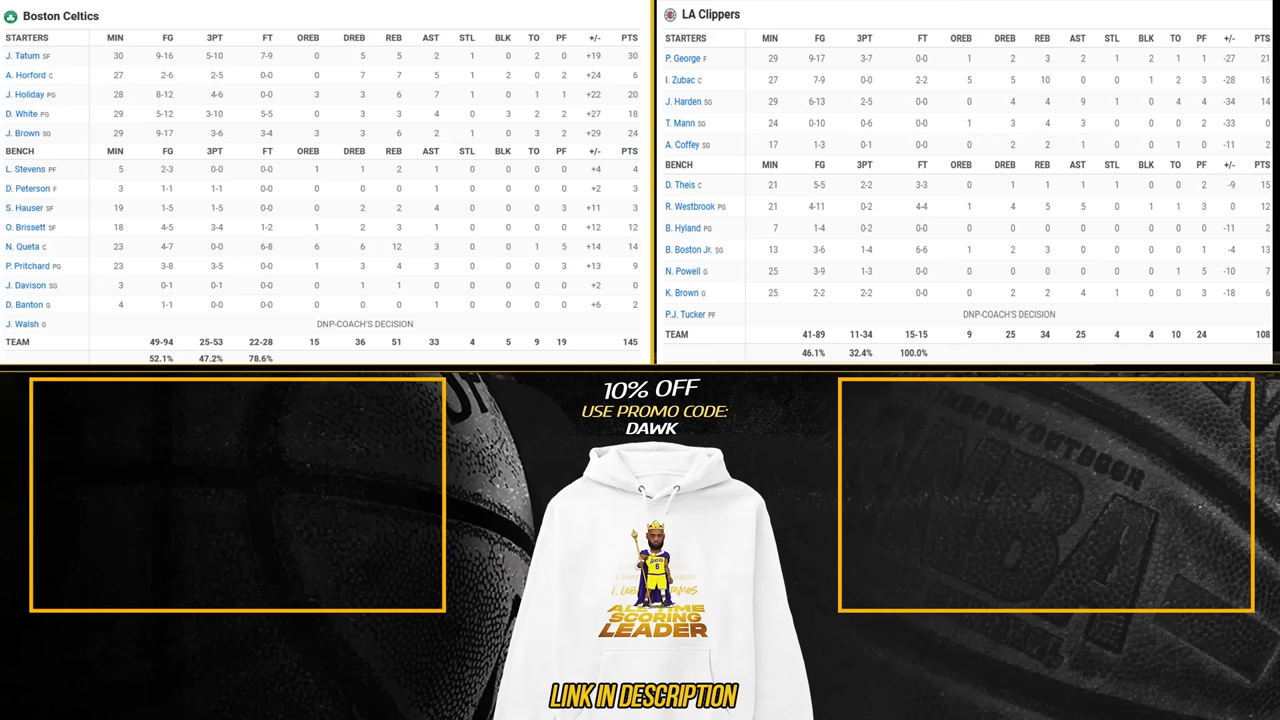 Boston Celtics
STARTERS MIN FG 3PT FT OREB DREB REB AST STL BLK TO PF +/- PTS
J. Tatum SF 30 9-16 5-10 7-9 0 5 5 2 1 0 2 0 +19 30
A. Horford C 27 2-6 2-5 0-0 0 7 7 5 1 2 0 2 +24 6
J. Holiday PG 28 8-12 4-6 0-0 3 3 6 7 1 0 1 1 +22 20
D. White PG 29 5-12 3-10 5-5 0 3 3 4 0 3 2 2 +27 18
J. Brown SG 29 9-17 3-6 3-4 3 3 6 2 1 0 3 2 +29 24
BENCH MIN FG 3PT FT OREB DREB REB AST STL BLK TO PF +/- PTS
L. Stevens PF 5 2-3 0-0 0-0 1 1 2 1 0 0 0 0 +4 4
D. Peterson F 3 1-1 1-1 0-0 0 0 0 1 0 0 0 0 +2 3
S. Hauser SF 19 1-5 1-5 0-0 0 2 2 4 0 0 0 3 +11 3
O. Brissett SF 18 4-5 3-4 1-2 1 2 3 1 0 0 0 3 +12 12
N. Queta C 23 4-7 0-0 6-8 6 6 12 3 0 0 1 5 +14 14
P. Pritchard PG 23 3-8 3-5 0-0 1 3 4 3 0 0 0 3 +13 9
J. Davison SG 3 0-1 0-1 0-0 0 1 1 0 0 0 0 0 +2 0
D. Banton G 4 1-1 0-0 0-0 0 0 0 1 0 0 0 0 +6 2
J. Walsh G DNP-COACH'S DECISION
TEAM 49-94 25-53 22-28 15 36 51 33 4 5 9 19 145
52.1% 47.2% 78.6%
LA Clippers
STARTERS MIN FG 3PT FT OREB DREB REB AST STL BLK TO PF +/- PTS
P. George F 29 9-17 3-7 0-0 1 2 3 2 1 2 1 1 -27 21
I. Zubac C 27 7-9 0-0 2-2 5 5 10 0 0 1 2 3 -28 16
J. Harden SG 29 6-13 2-5 0-0 0 4 4 9 1 0 4 4 -34 14
T. Mann SG 24 0-10 0-6 0-0 1 3 4 3 0 0 0 2 -33 0
A. Coffey SG 17 1-3 0-1 0-0 0 2 2 1 0 0 0 0 -11 2
BENCH MIN FG 3PT FT OREB DREB REB AST STL BLK TO PF +/- PTS
D. Theis C 21 5-5 2-2 3-3 0 1 1 1 1 0 0 2 -9 15
R. Westbrook PG 21 4-11 0-2 4-4 1 4 5 5 0 1 1 3 0 12
B. Hyland PG 7 1-4 0-2 0-0 0 0 0 0 0 0 0 0 -11 2
B. Boston Jr. SG 13 3-6 1-4 6-6 1 2 3 0 0 0 0 1 -4 13
N. Powell G 25 3-9 1-3 0-0 0 0 0 0 0 0 1 5 -10 7
K. Brown G 25 2-2 2-2 0-0 0 2 2 4 1 0 0 3 -18 6
P.J. Tucker PF DNP-COACH'S DECISION
TEAM 41-89 11-34 15-15 9 25 34 25 4 4 10 24 108
46.1% 32.4% 100.0%
10% OFF
USE PROMO CODE:
DAWK
ALL TIME
SCORING
LEADER
LINK IN DESCRIPTION
INDOOR/OUTDOOR